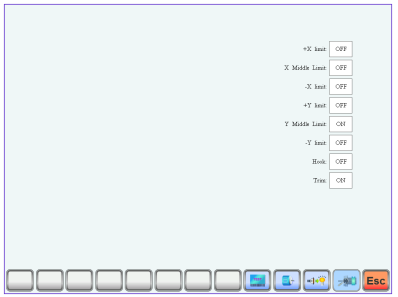 +X limit: OFF
X Middle Limit: OFF
-X limit: OFF
+Y limit: OFF
Y Middle Limit: ON
-Y limit: OFF
Hook: OFF
Trim: ON
Esc